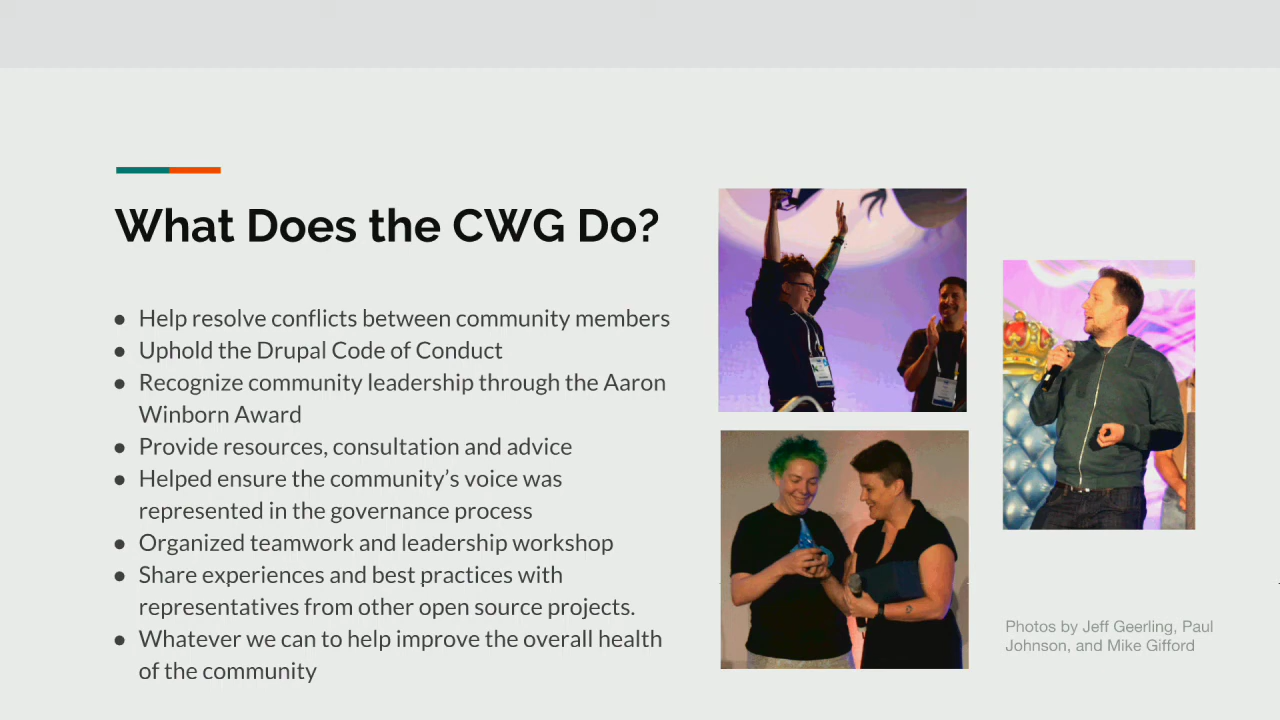 What Does the CWG Do?
● Help resolve conflicts between community members
● Uphold the Drupal Code of Conduct
● Recognize community leadership through the Aaron
Winborn Award
● Provide resources, consultation and advice
● Helped ensure the community's voice was
represented in the governance process
● Organized teamwork and leadership workshop
● Share experiences and best practices with
representatives from other open source projects.
● Whatever we can to help improve the overall health
of the community
Photos by Jeff Geerling, Paul
Johnson, and Mike Gifford